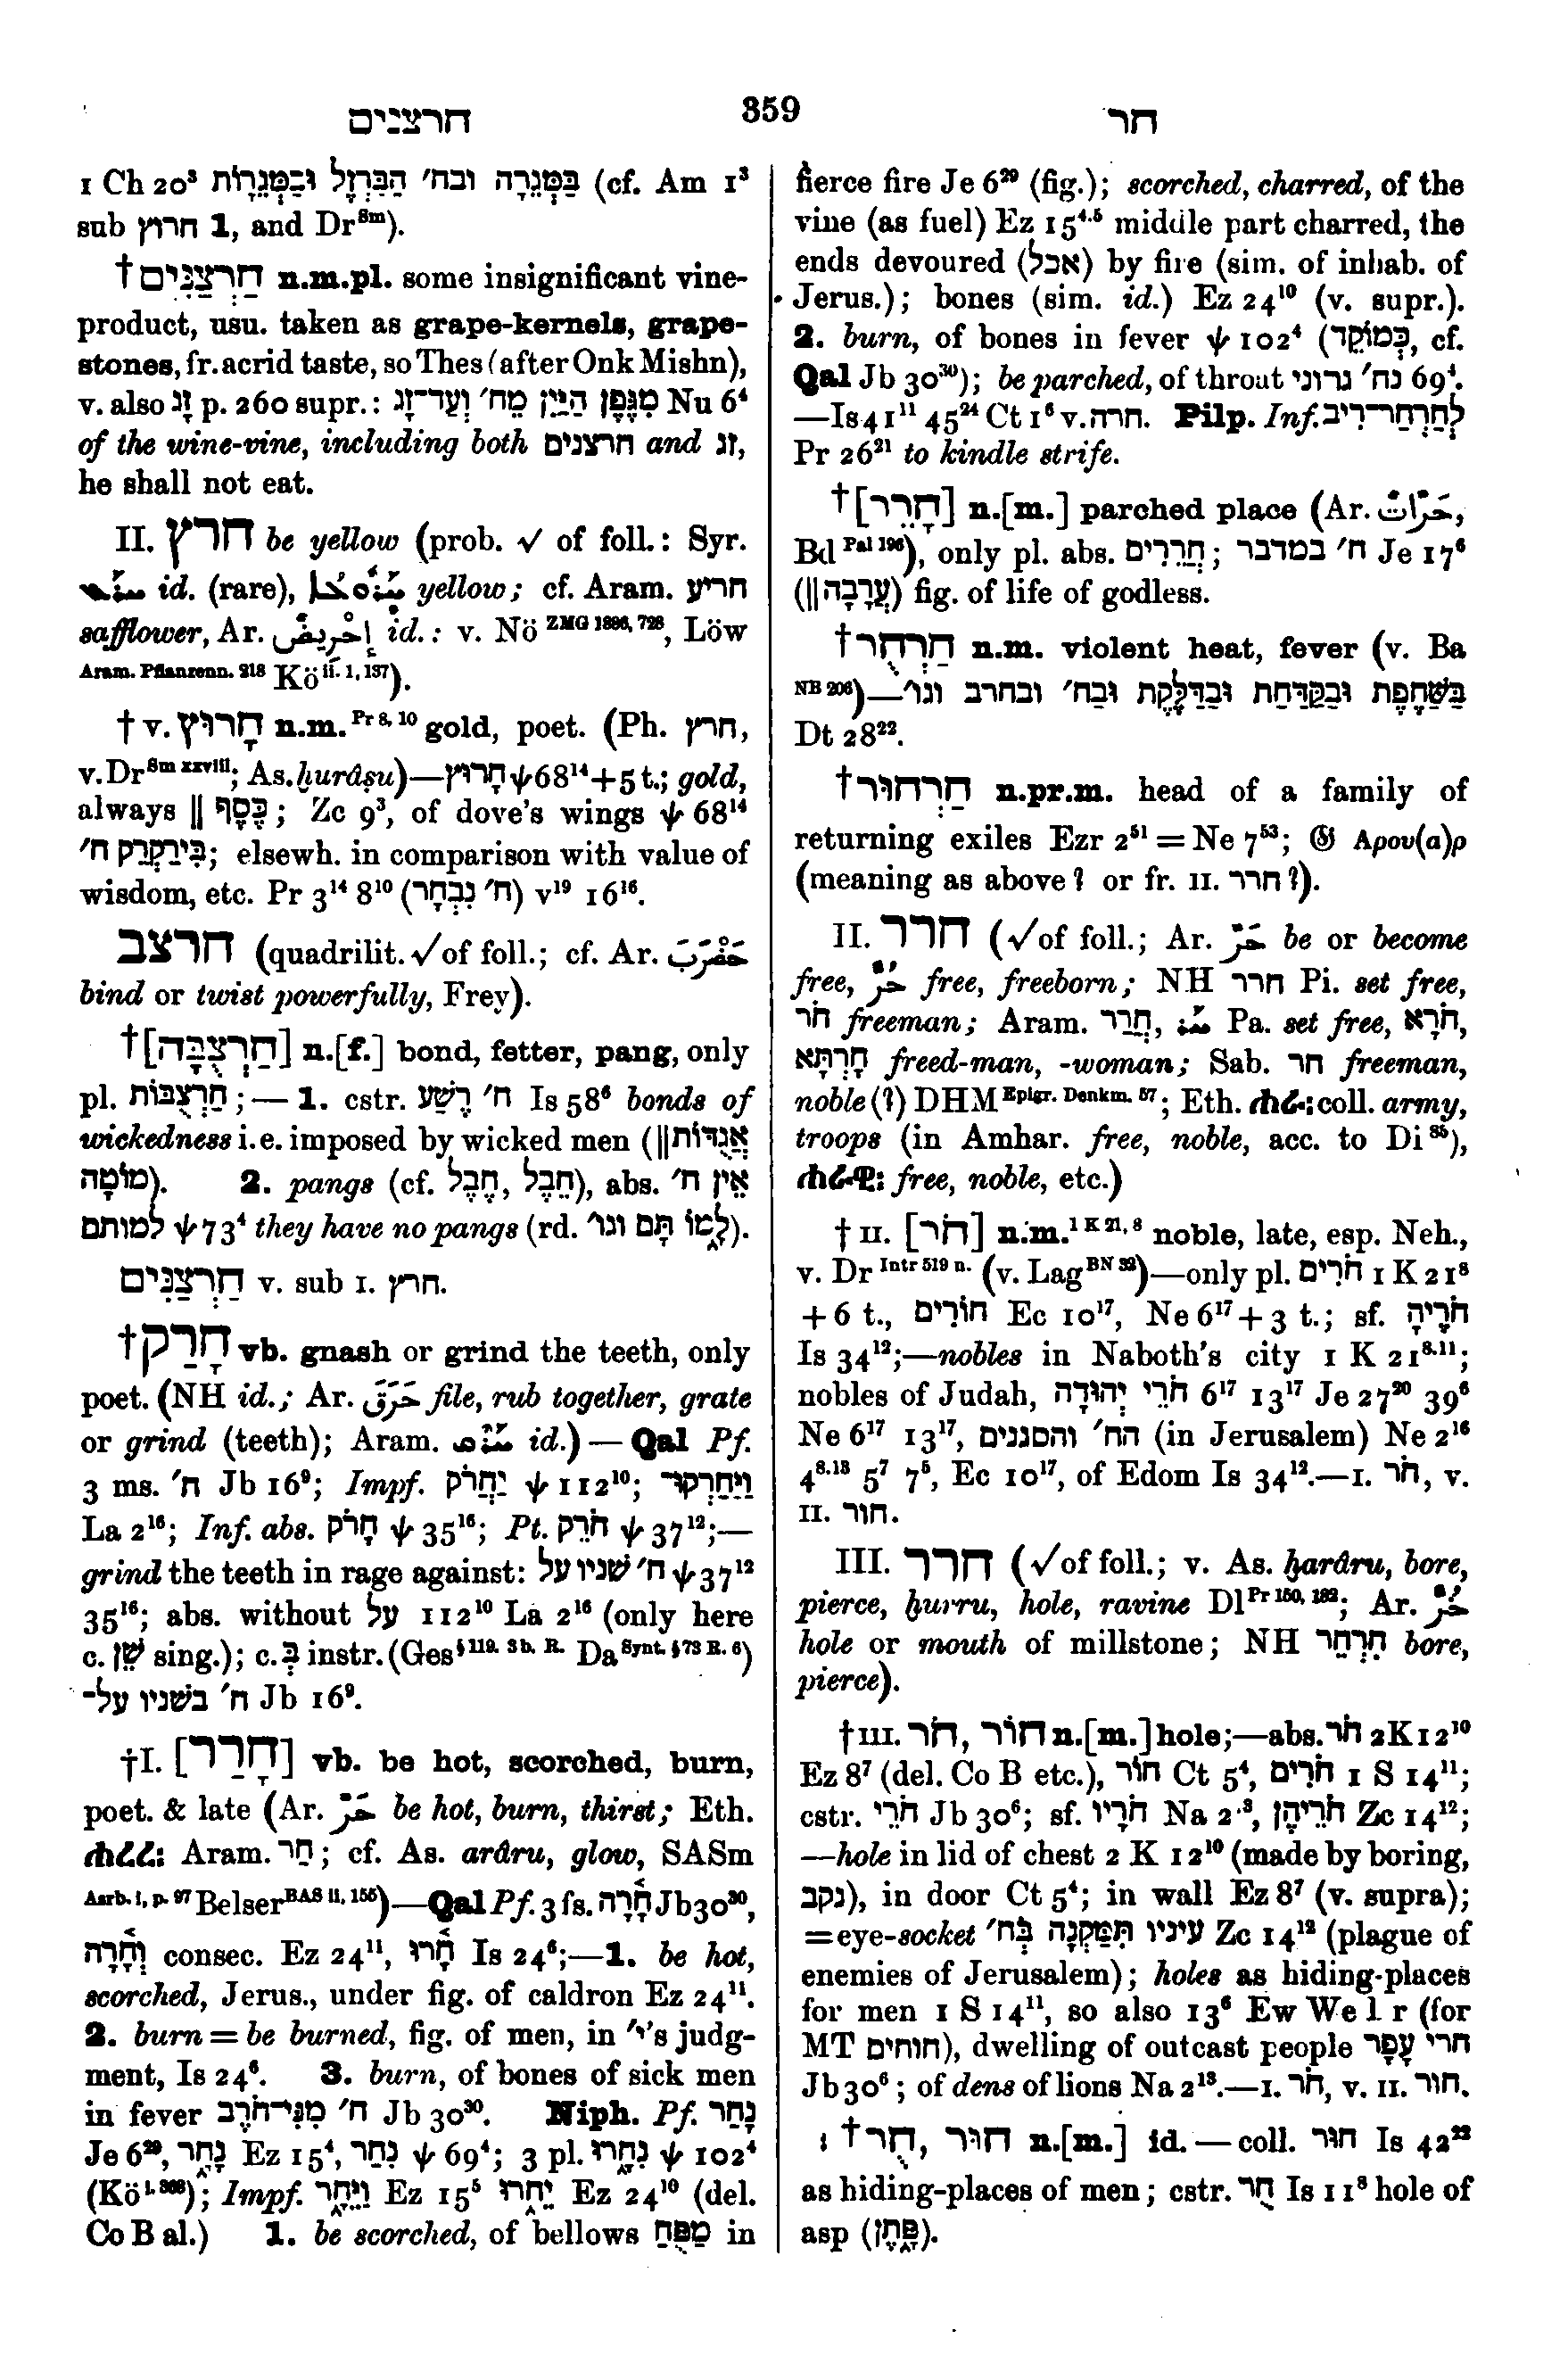 חרצנים 359 חר
1 Ch 20³ בַּמְּגֵרָה ובח׳ הַבַּרְזֶל וּבַמְּגֵרוֹת (cf. Am 1³
sub חרוץ 1, and Dr Sm).
†חַרְצַנִּים n.m.pl. some insignificant vine-
product, usu. taken as grape-kernels, grape-
stones, fr. acrid taste, so Thes (after Onk Mishn),
v. also זָג p. 260 supr.: מִגֶּפֶן הַיַּיִן מֵח׳ וְעַד־זָג Nu 6⁴
of the wine-vine, including both חרצנים and זג,
he shall not eat.
II. חרץ be yellow (prob. √ of foll.: Syr.
id. (rare), yellow; cf. Aram. חריע
safflower, Ar. إِحْرِيضٌ id.: v. Nö ZMG 1886, 728, Löw
Aram. Pflanzenn. 218 Kö ii. 1, 137).
† v. חָרוּץ n.m. Pr 8, 10 gold, poet. (Ph. חרץ,
v. Dr Sm xxviii; As. ḫurâṣu)—חָרוּץ ψ 68¹⁴ + 5 t.; gold,
always ‖ כֶּסֶף; Zc 9³, of dove's wings ψ 68¹⁴
בִּירַקְרַק ח׳; elsewh. in comparison with value of
wisdom, etc. Pr 3¹⁴ 8¹⁰ (ח׳ נִבְחָר) v¹⁹ 16¹⁶.
חרצב (quadrilit. √ of foll.; cf. Ar. حَضْرَبَ
bind or twist powerfully, Frey).
†[חַרְצֻבָּה] n.[f.] bond, fetter, pang, only
pl. חַרְצֻבּוֹת;— 1. cstr. ח׳ רֶשַׁע Is 58⁶ bonds of
wickedness i.e. imposed by wicked men (‖ אֲגֻדּוֹת
מוֹטָה). 2. pangs (cf. חֵבֶל, חֶבֶל), abs. אֵין ח׳
למותם ψ 73⁴ they have no pangs (rd. לָמוֹ תָּם וגו׳).
חַרְצַנִּים v. sub I. חרץ.
†חָרַק vb. gnash or grind the teeth, only
poet. (NH id.; Ar. حَرَقَ file, rub together, grate
or grind (teeth); Aram. ܚܪܩ id.) — Qal Pf.
3 ms. ח׳ Jb 16⁹; Impf. יַחֲרֹק ψ 112¹⁰; וַיַּחַרְקוּ
La 2¹⁶; Inf. abs. חָרֹק ψ 35¹⁶; Pt. חֹרֵק ψ 37¹²;—
grind the teeth in rage against: ח׳ שניו על ψ 37¹²
35¹⁶; abs. without על 112¹⁰ La 2¹⁶ (only here
c. שֵׁן sing.); c. בְּ instr. (Ges § 119. 3 b. R. Da Synt. § 73 R. 6)
ח׳ בשניו על־ Jb 16⁹.
†I. [חָרַר] vb. be hot, scorched, burn,
poet. & late (Ar. حَرَّ be hot, burn, thirst; Eth.
ሐረረ: Aram. חַר; cf. As. arâru, glow, SASm
Asrb. i, p. 97 Belser BAS ii, 155)—Qal Pf. 3 fs. חָ֫רָה Jb 30³⁰,
וְחָ֫רָה consec. Ez 24¹¹, חָ֫רוּ Is 24⁶;—1. be hot,
scorched, Jerus., under fig. of caldron Ez 24¹¹.
2. burn = be burned, fig. of men, in י׳'s judg-
ment, Is 24⁶. 3. burn, of bones of sick men
in fever ח׳ מִנִּי־חֹרֶב Jb 30³⁰. Niph. Pf. נָחַר
Je 6²⁹, נָחָ֑ר Ez 15⁴, נִחַר ψ 69⁴; 3 pl. נִחָ֑רוּ ψ 102⁴
(Kö i. 368); Impf. וַיֵּחָ֑ר Ez 15⁵ יֵחָ֑רוּ Ez 24¹⁰ (del.
Co B al.) 1. be scorched, of bellows מַפֻּחַ in
fierce fire Je 6²⁹ (fig.); scorched, charred, of the
vine (as fuel) Ez 15⁴·⁵ middle part charred, the
ends devoured (אכל) by fire (sim. of inhab. of
Jerus.); bones (sim. id.) Ez 24¹⁰ (v. supr.).
2. burn, of bones in fever ψ 102⁴ (כְּמוֹקֵד, cf.
Qal Jb 30³⁰); be parched, of throat נח׳ גרוני 69⁴.
—Is 41¹¹ 45²⁴ Ct 1⁶ v. חרה. Pilp. Inf. לְחַרְחַר־רִיב
Pr 26²¹ to kindle strife.
†[חָרֵר] n.[m.] parched place (Ar. حَرَّاتٌ,
Bd Pal 196), only pl. abs. חֲרֵרִים; ח׳ במדבר Je 17⁶
(‖ עֲרָבָה) fig. of life of godless.
†חַרְחֻר n.m. violent heat, fever (v. Ba
NB 206)—בַּשַּׁחֶפֶת וּבַקַּדַּחַת וּבַדַּלֶּקֶת וּבַח׳ ובחרב וגו׳
Dt 28²².
†חַרְחוּר n.pr.m. head of a family of
returning exiles Ezr 2⁵¹ = Ne 7⁵³; 𝔊 Αρου(α)ρ
(meaning as above? or fr. II. חרר?).
II. חרר (√ of foll.; Ar. حَرَّ be or become
free, حُرٌّ free, freeborn; NH חרר Pi. set free,
חֹר freeman; Aram. חֲרַר, ܚܪ Pa. set free, חֹרָא,
חָרְתָּא freed-man, -woman; Sab. חר freeman,
noble (?) DHM Epigr. Denkm. 57; Eth. ሐራ: coll. army,
troops (in Amhar. free, noble, acc. to Di 85),
ሐራዊ: free, noble, etc.)
† II. [חֹר] n.m. 1 K 21, 8 noble, late, esp. Neh.,
v. Dr Intr 519 n. (v. Lag BN 32)—only pl. חֹרִים 1 K 21⁸
+ 6 t., חוֹרִים Ec 10¹⁷, Ne 6¹⁷ + 3 t.; sf. חֹרֶיהָ
Is 34¹²;—nobles in Naboth's city 1 K 21⁸·¹¹;
nobles of Judah, חֹרֵי יְהוּדָה 6¹⁷ 13¹⁷ Je 27²⁰ 39⁶
Ne 6¹⁷ 13¹⁷, הח׳ והסגנים (in Jerusalem) Ne 2¹⁶
4⁸·¹³ 5⁷ 7⁵, Ec 10¹⁷, of Edom Is 34¹².—I. חֹר, v.
II. חור.
III. חרר (√ of foll.; v. As. ḫarâru, bore,
pierce, ḫurru, hole, ravine Dl Pr 150, 182; Ar. خُرٌّ
hole or mouth of millstone; NH חִרְחֵר bore,
pierce).
† III. חֹר, חוֹר n.[m.] hole;—abs. חֹר 2 K 12¹⁰
Ez 8⁷ (del. Co B etc.), חוֹר Ct 5⁴, חֹרִים 1 S 14¹¹;
cstr. חֹרֵי Jb 30⁶; sf. חֹרָיו Na 2¹³, חֹרֵיהֶן Zc 14¹²;
—hole in lid of chest 2 K 12¹⁰ (made by boring,
נקב), in door Ct 5⁴; in wall Ez 8⁷ (v. supra);
=eye-socket עיניו תִּמַּקְנָה בְּח׳ Zc 14¹² (plague of
enemies of Jerusalem); holes as hiding-places
for men 1 S 14¹¹, so also 13⁶ Ew We Dr (for
MT חוחים), dwelling of outcast people חרי עָפָר
Jb 30⁶; of dens of lions Na 2¹³.—I. חֹר, v. II. חור.
†חֻר, חוּר n.[m.] id.—coll. חוּר Is 42²²
as hiding-places of men; cstr. חֻר Is 11⁸ hole of
asp (פָּ֑תֶן).